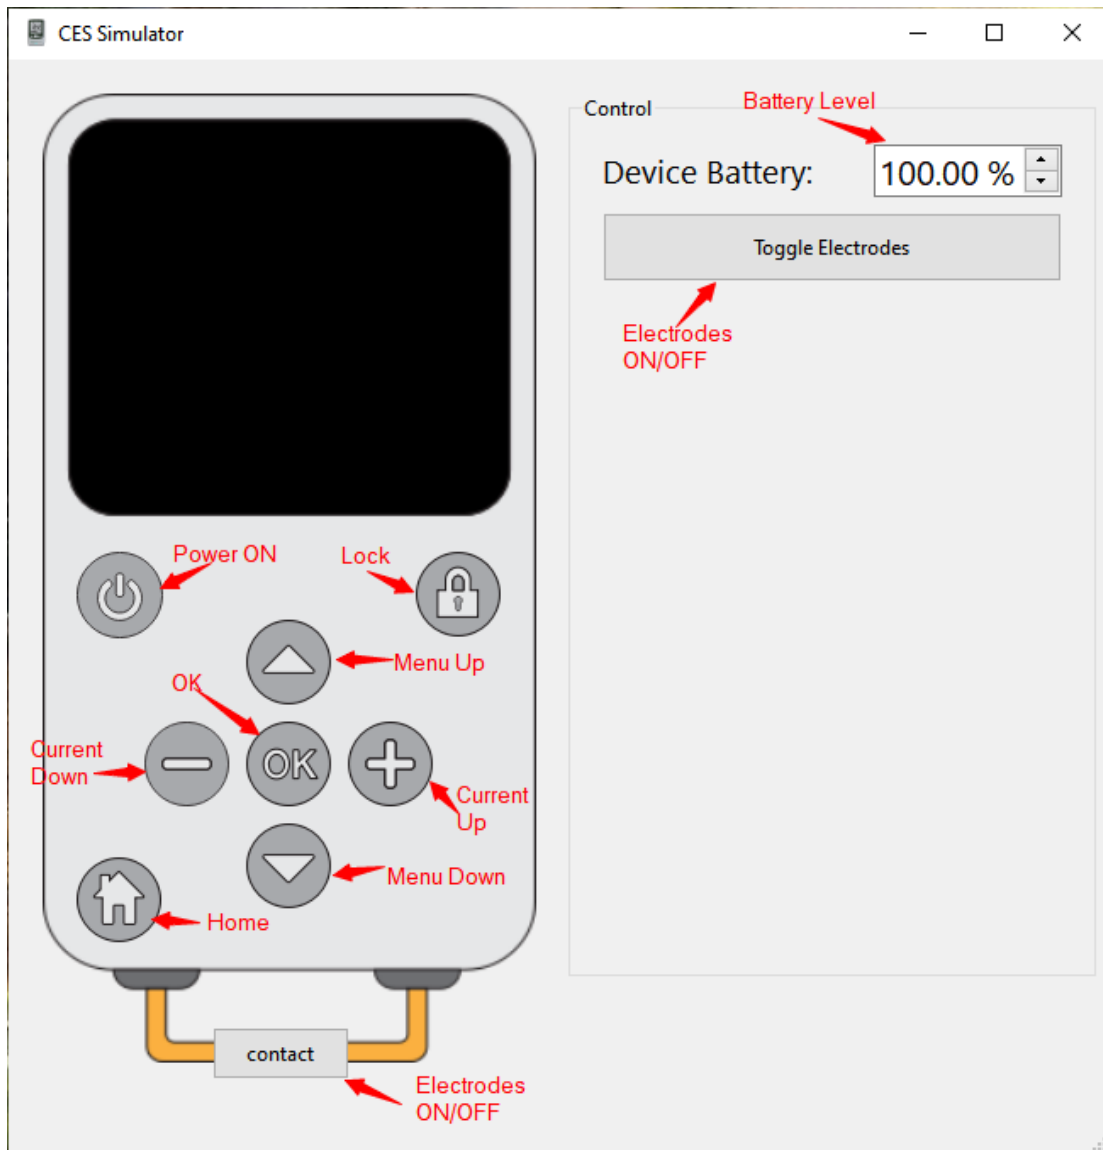 CES Simulator
Control
Battery Level
Device Battery:
100.00 %
Toggle Electrodes
Electrodes
ON/OFF
Power ON
Lock
Menu Up
OK
OK
Current
Down
Current
Up
Menu Down
Home
contact
Electrodes
ON/OFF